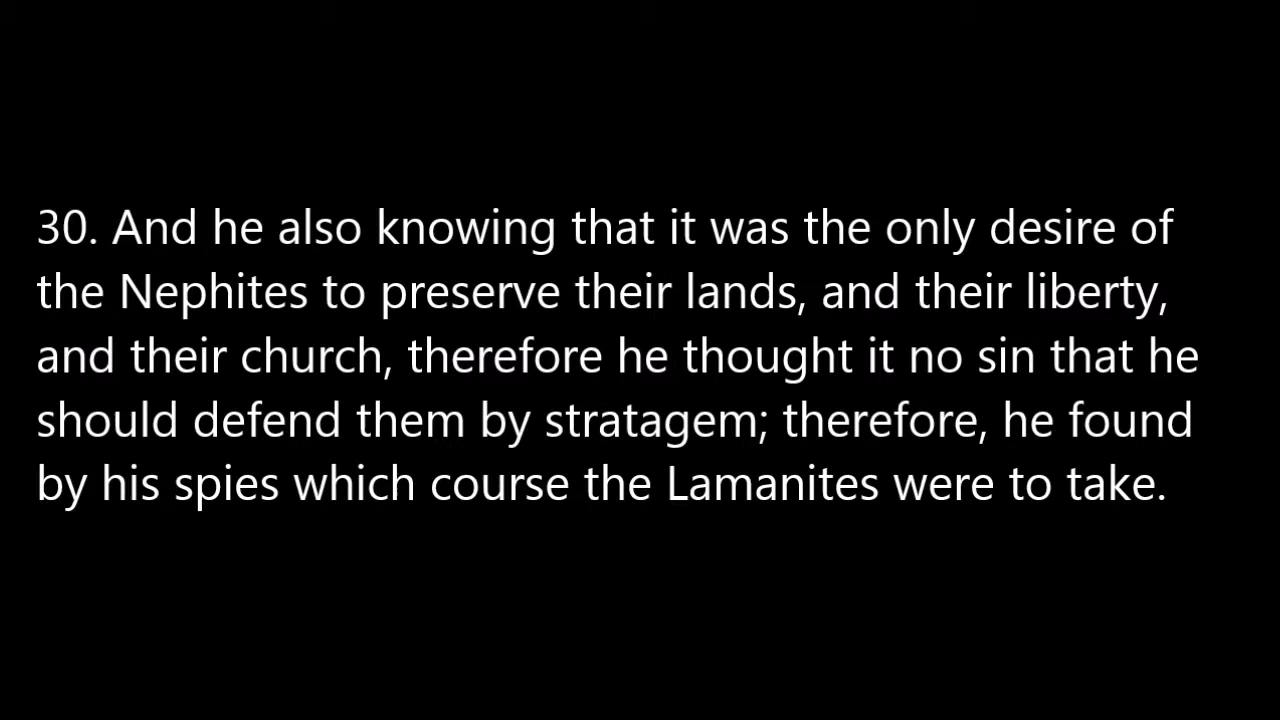 30. And he also knowing that it was the only desire of
the Nephites to preserve their lands, and their liberty,
and their church, therefore he thought it no sin that he
should defend them by stratagem; therefore, he found
by his spies which course the Lamanites were to take.